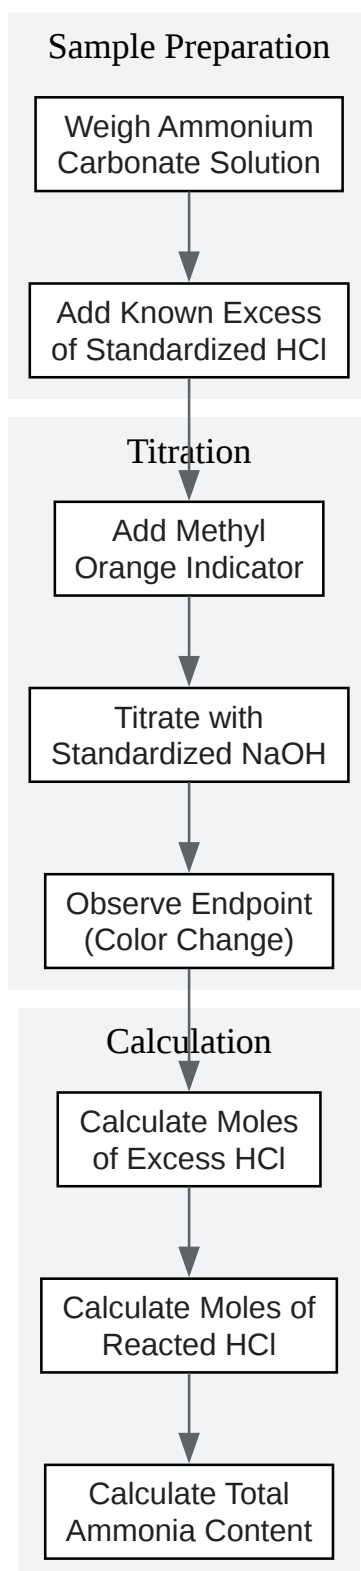 Sample Preparation
Weigh Ammonium
Carbonate Solution
Add Known Excess
of Standardized HCl
Titration
Add Methyl
Orange Indicator
Titrate with
Standardized NaOH
Observe Endpoint
(Color Change)
Calculation
Calculate Moles
of Excess HCl
Calculate Moles of
Reacted HCl
Calculate Total
Ammonia Content